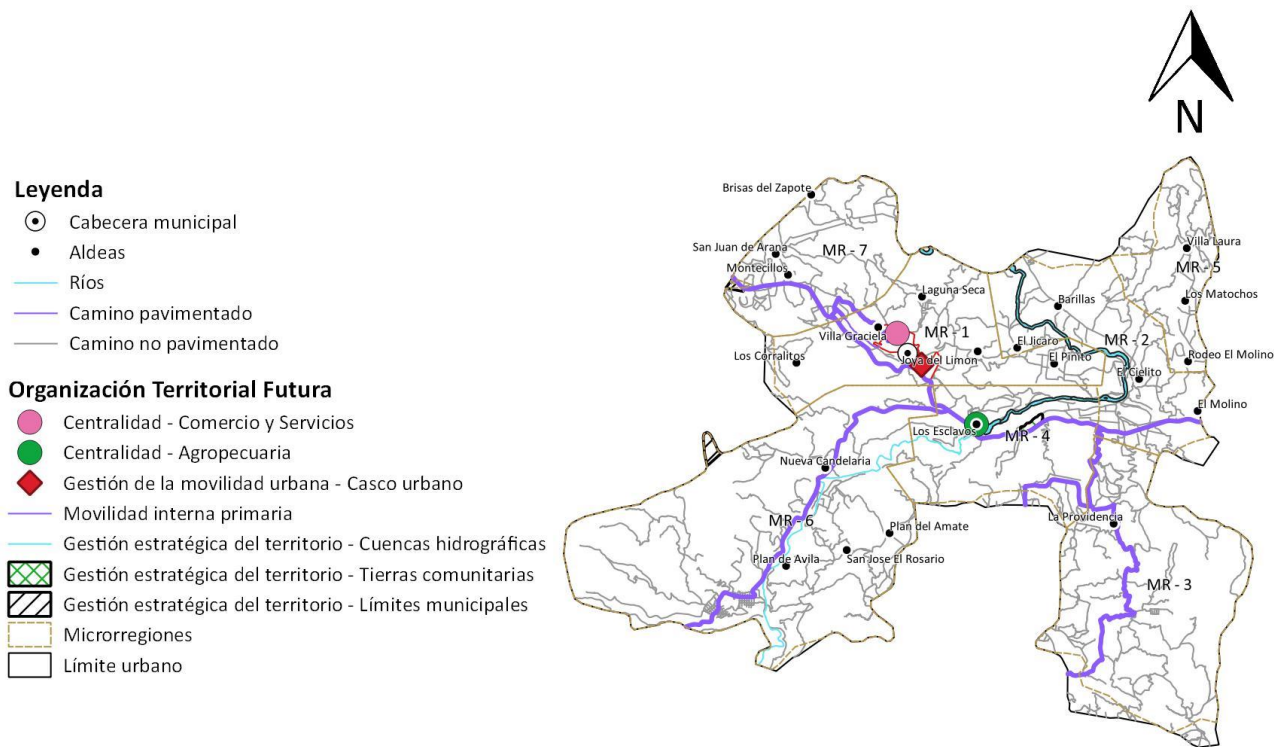 N
Leyenda
Cabecera municipal
Aldeas
Ríos
Camino pavimentado
Camino no pavimentado
Organización Territorial Futura
Centralidad - Comercio y Servicios
Centralidad - Agropecuaria
Gestión de la movilidad urbana - Casco urbano
Movilidad interna primaria
Gestión estratégica del territorio - Cuencas hidrográficas
Gestión estratégica del territorio - Tierras comunitarias
Gestión estratégica del territorio - Límites municipales
Microrregiones
Límite urbano
Brisas del Zapote
San Juan de Arana
MR - 7
Villa Laura
Montecillos
MR - 5
Laguna Seca
Los Matochos
Barillas
Villa Graciela
MR - 1
El Jicaro
MR - 2
Los Corralitos
Joya del Limón
El Pinito
Rodeo El Molino
El Cielito
El Molino
Los Esclavos
MR - 4
Nueva Candelaria
MR - 6
La Providencia
Plan del Amate
Plan de Avila
San Jose El Rosario
MR - 3